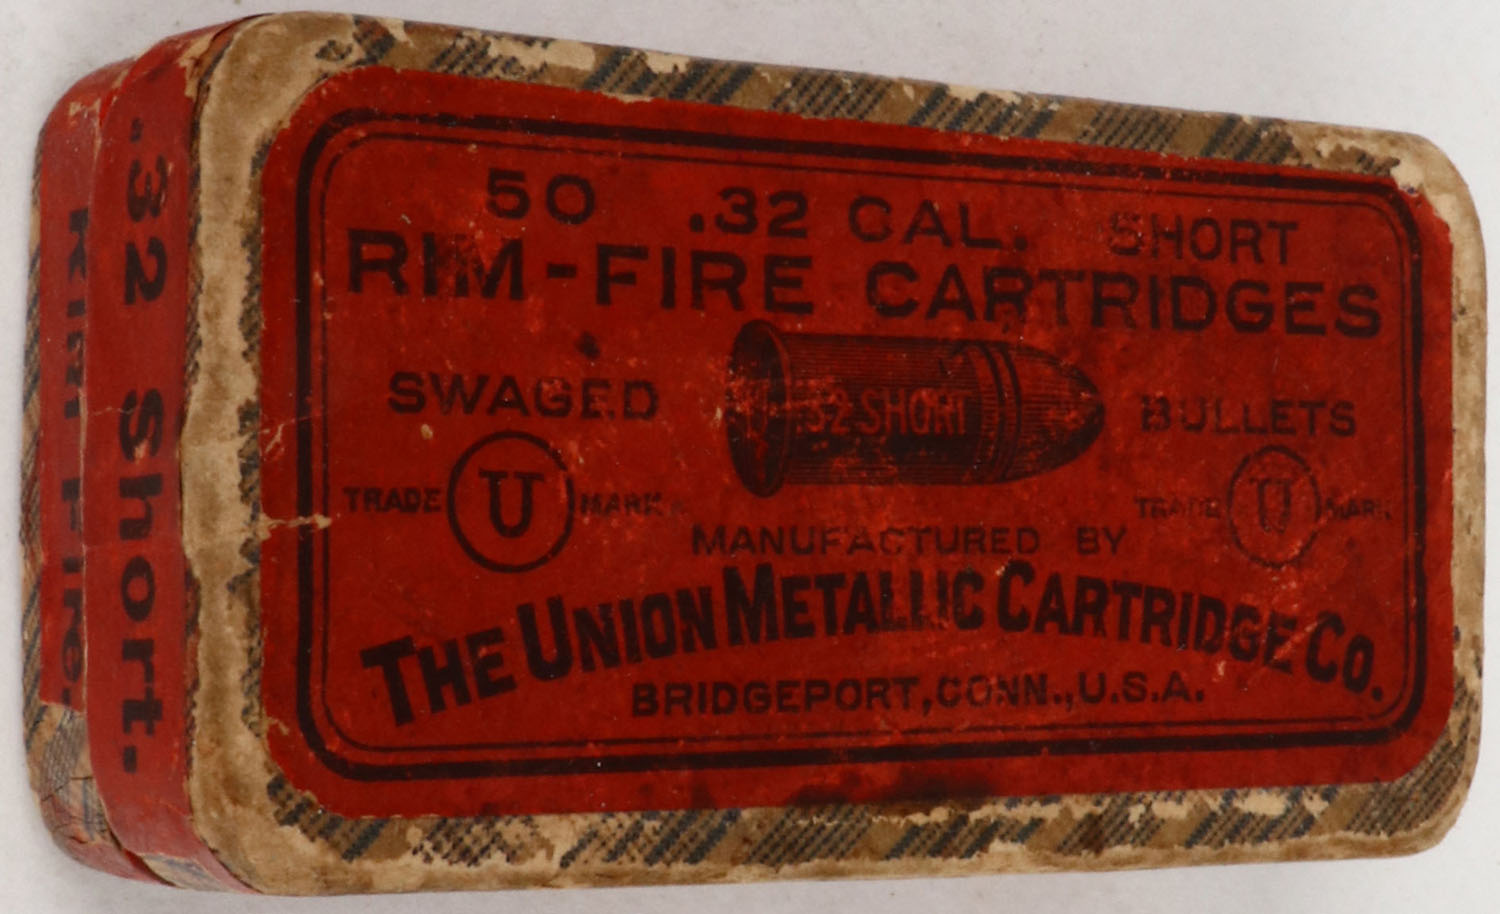 50 .32 CAL. SHORT
RIM-FIRE CARTRIDGES
SWAGED BULLETS
.32 SHORT
TRADE U MARK
TRADE U MARK
MANUFACTURED BY
THE UNION METALLIC CARTRIDGE CO.
BRIDGEPORT, CONN., U.S.A.
.32 Short.
RIM FIRE.